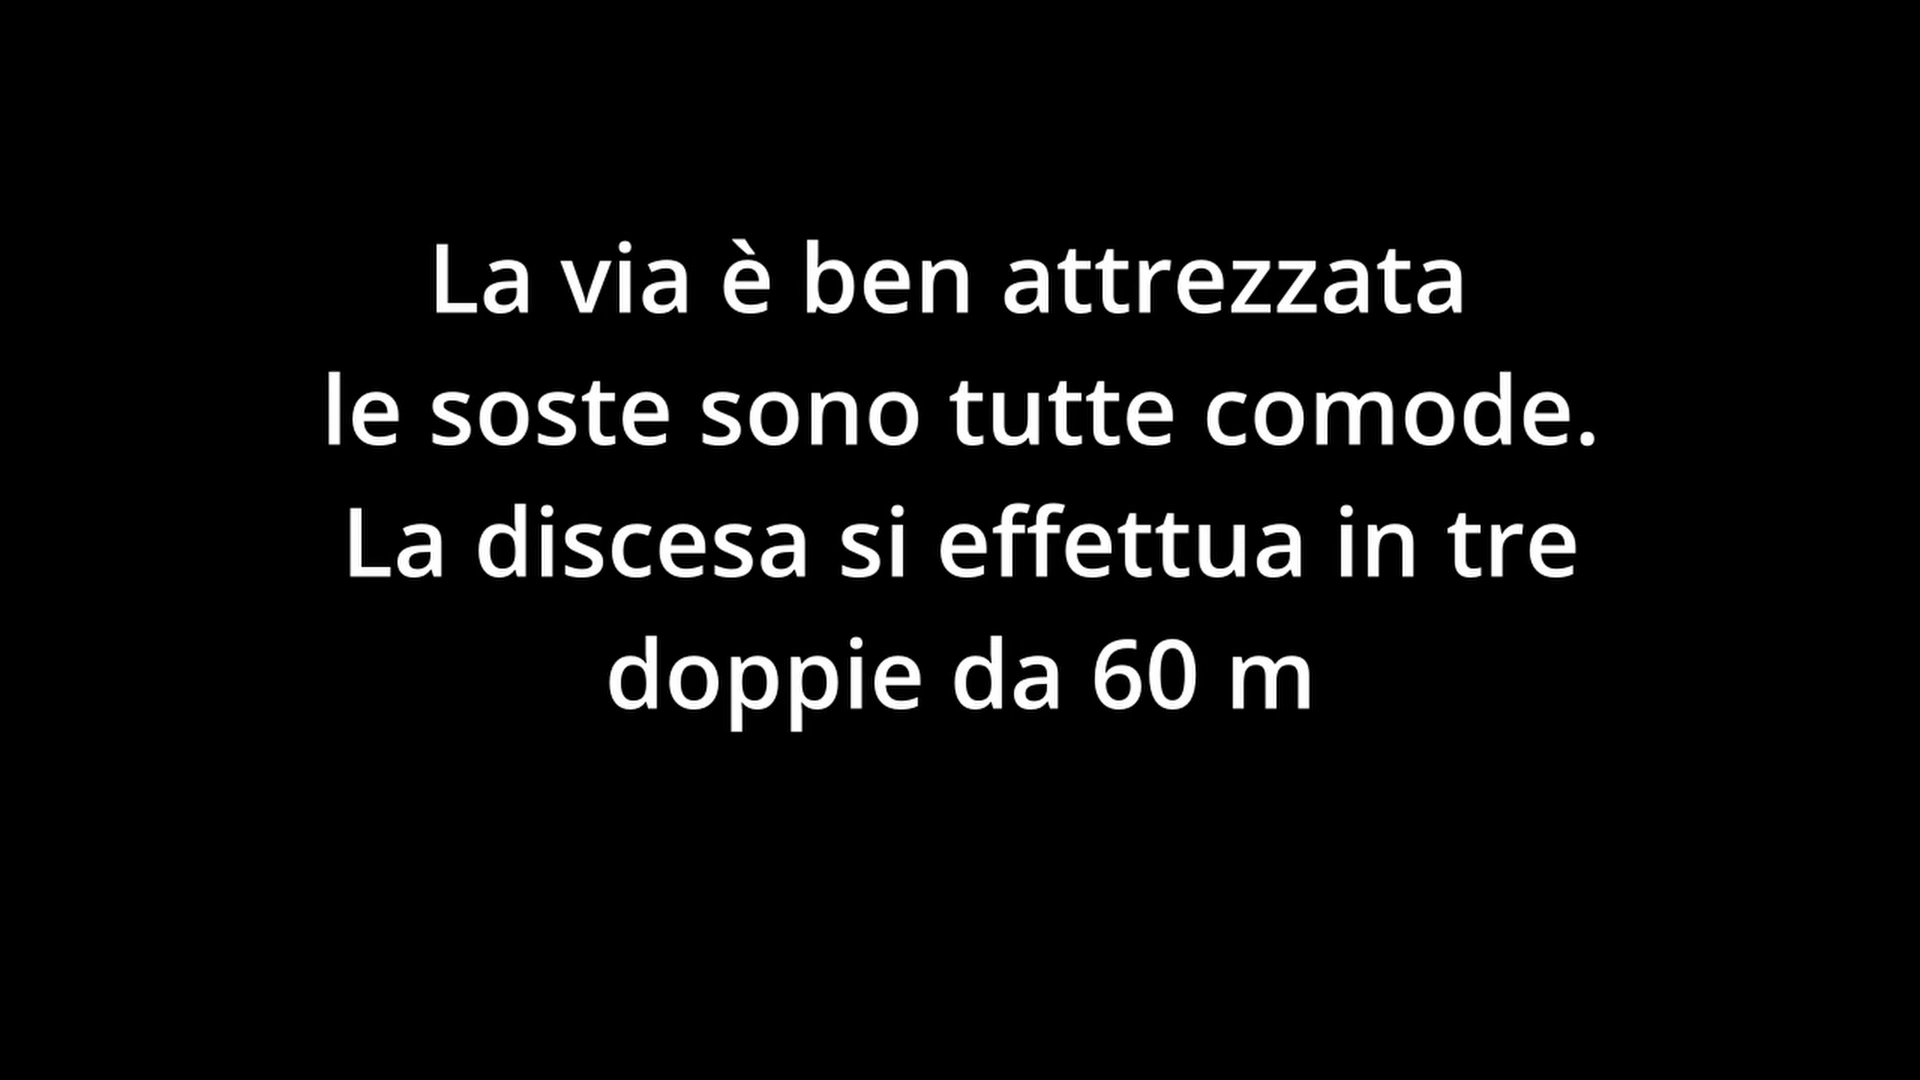 La via è ben attrezzata
le soste sono tutte comode.
La discesa si effettua in tre
doppie da 60 m